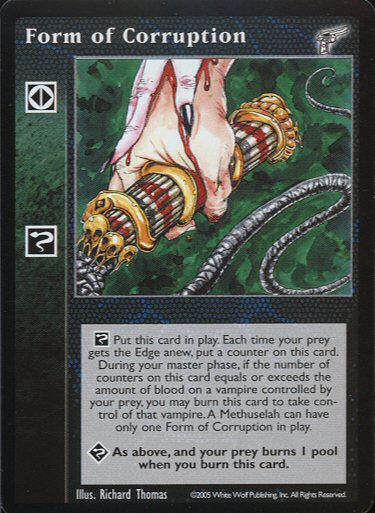 Form of Corruption
Put this card in play. Each time your prey
gets the Edge anew, put a counter on this card.
During your master phase, if the number of
counters on this card equals or exceeds the
amount of blood on a vampire controlled by
your prey, you may burn this card to take con-
trol of that vampire. A Methuselah can have
only one Form of Corruption in play.
As above, and your prey burns 1 pool
when you burn this card.
Illus. Richard Thomas ©2005 White Wolf Publishing, Inc. All Rights Reserved.